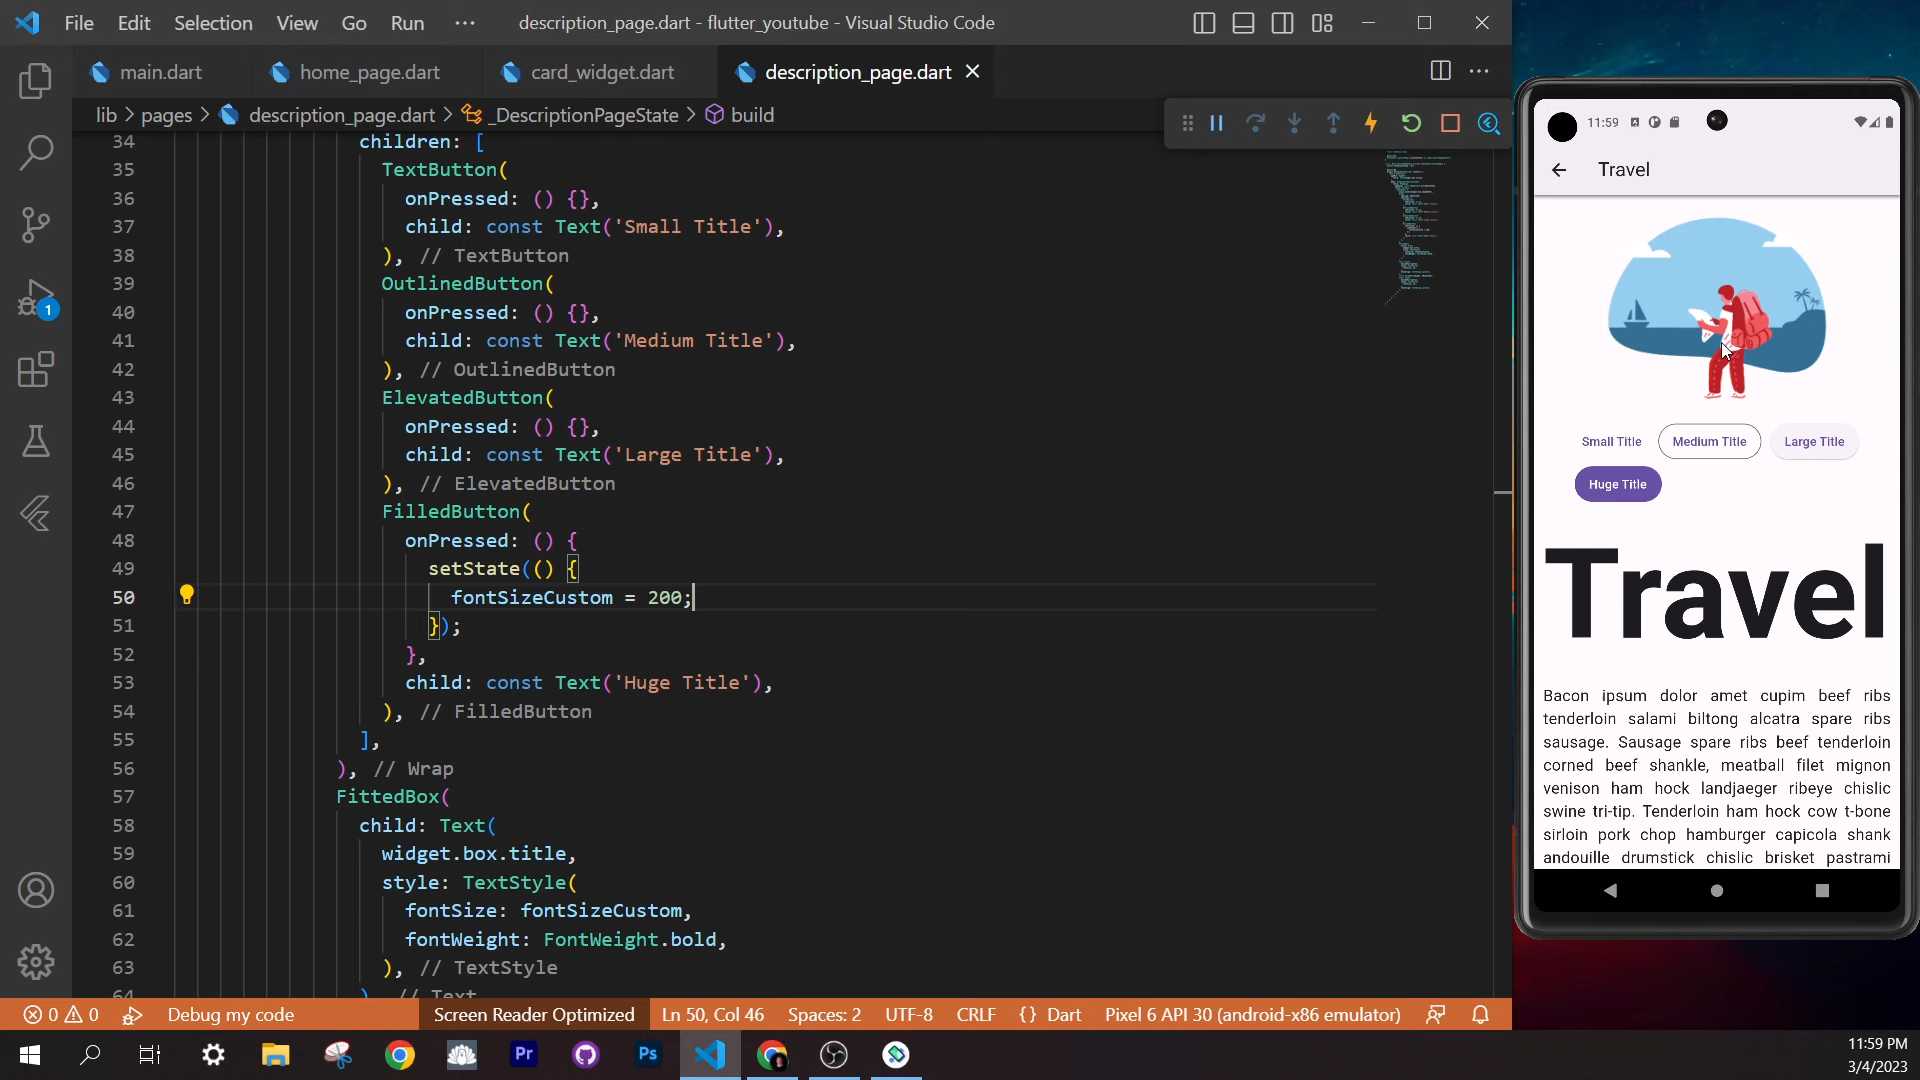 File Edit Selection View Go Run ··· description_page.dart - flutter_youtube - Visual Studio Code
main.dart home_page.dart card_widget.dart description_page.dart
lib > pages > description_page.dart > _DescriptionPageState > build
34 children: [
35 TextButton(
36 onPressed: () {},
37 child: const Text('Small Title'),
38 ), // TextButton
39 OutlinedButton(
40 onPressed: () {},
41 child: const Text('Medium Title'),
42 ), // OutlinedButton
43 ElevatedButton(
44 onPressed: () {},
45 child: const Text('Large Title'),
46 ), // ElevatedButton
47 FilledButton(
48 onPressed: () {
49 setState(() {
50 fontSizeCustom = 200;
51 });
52 },
53 child: const Text('Huge Title'),
54 ), // FilledButton
55 ],
56 ), // Wrap
57 FittedBox(
58 child: Text(
59 widget.box.title,
60 style: TextStyle(
61 fontSize: fontSizeCustom,
62 fontWeight: FontWeight.bold,
63 ), // TextStyle
64 ), // Text
1
0 0 Debug my code Screen Reader Optimized Ln 50, Col 46 Spaces: 2 UTF-8 CRLF {} Dart Pixel 6 API 30 (android-x86 emulator)
11:59
Travel
Small Title Medium Title Large Title
Huge Title
Travel
Bacon ipsum dolor amet cupim beef ribs
tenderloin salami biltong alcatra spare ribs
sausage. Sausage spare ribs beef tenderloin
corned beef shankle, meatball filet mignon
venison ham hock landjaeger ribeye chislic
swine tri-tip. Tenderloin ham hock cow t-bone
sirloin pork chop hamburger capicola shank
andouille drumstick chislic brisket pastrami
Pr Ps
11:59 PM
3/4/2023